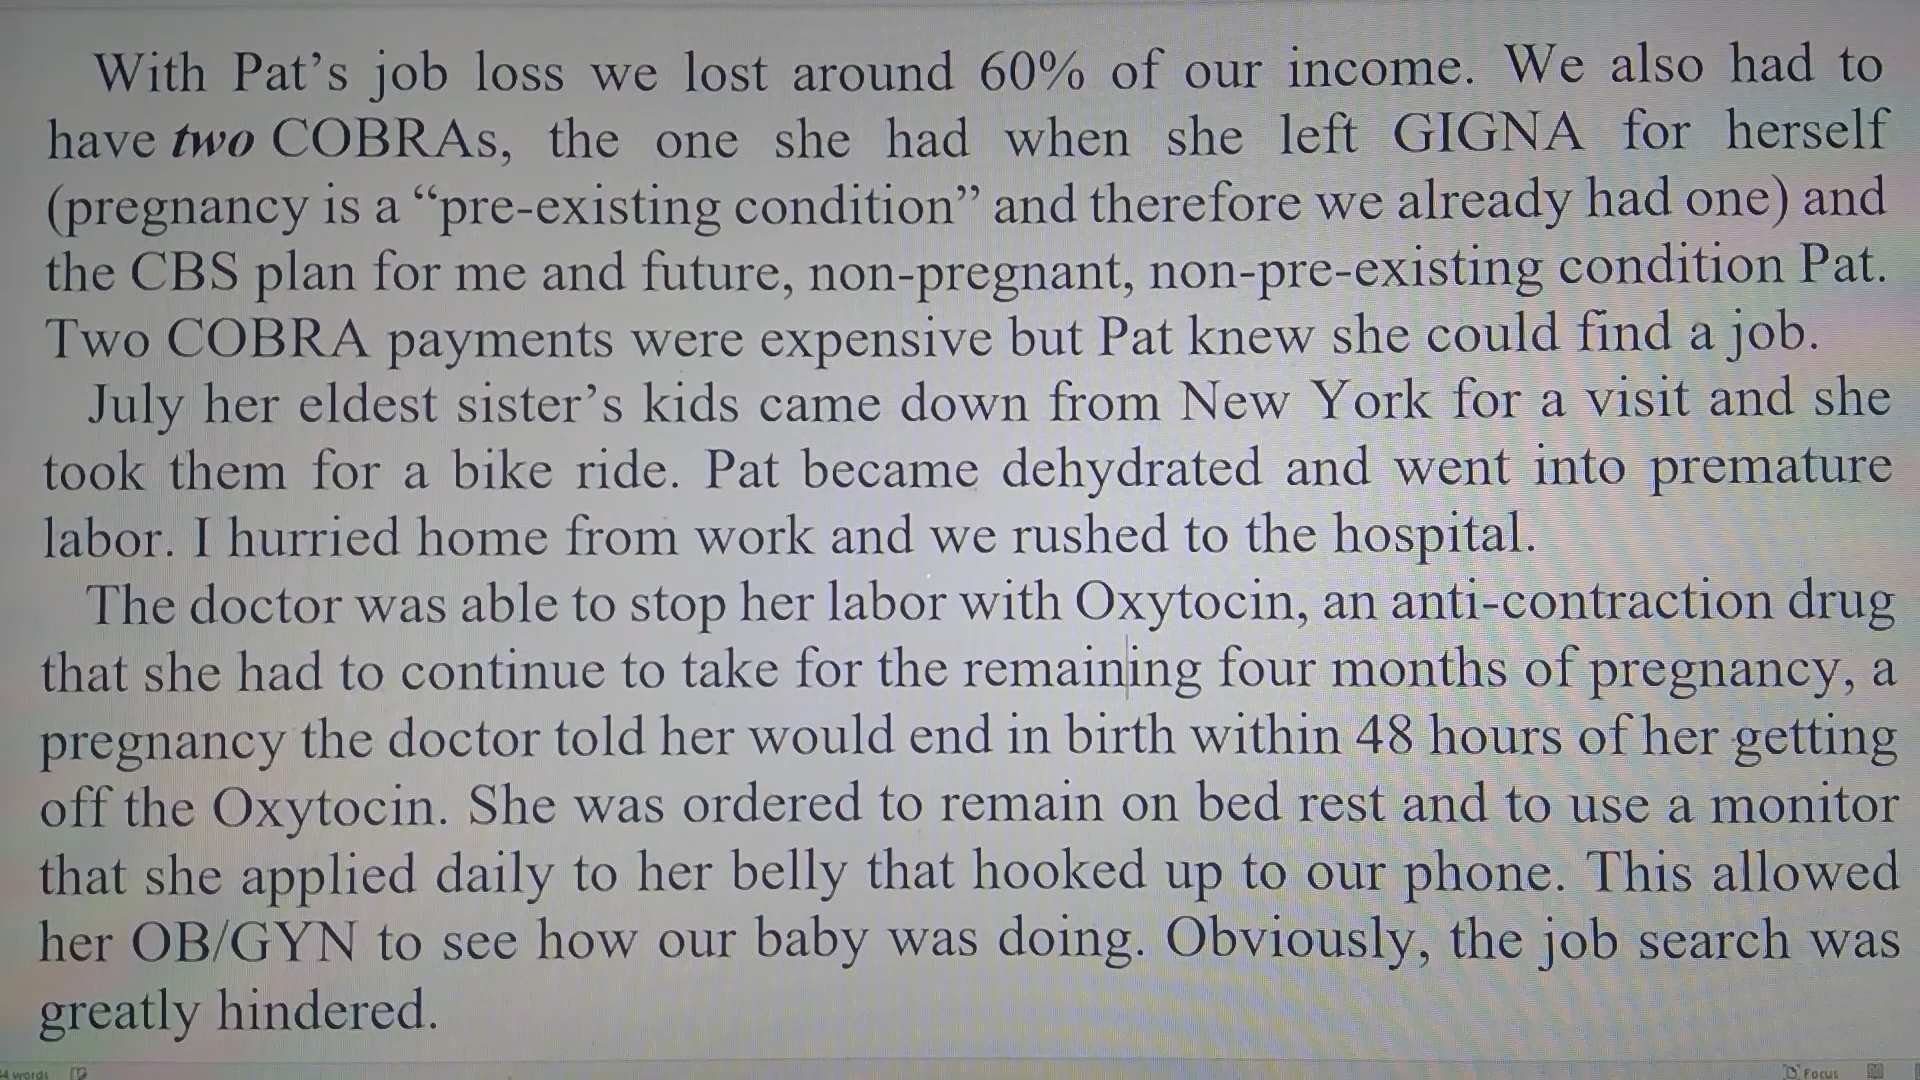 With Pat’s job loss we lost around 60% of our income. We also had to
have two COBRAs, the one she had when she left GIGNA for herself
(pregnancy is a “pre-existing condition” and therefore we already had one) and
the CBS plan for me and future, non-pregnant, non-pre-existing condition Pat.
Two COBRA payments were expensive but Pat knew she could find a job.
July her eldest sister’s kids came down from New York for a visit and she
took them for a bike ride. Pat became dehydrated and went into premature
labor. I hurried home from work and we rushed to the hospital.
The doctor was able to stop her labor with Oxytocin, an anti-contraction drug
that she had to continue to take for the remaining four months of pregnancy, a
pregnancy the doctor told her would end in birth within 48 hours of her getting
off the Oxytocin. She was ordered to remain on bed rest and to use a monitor
that she applied daily to her belly that hooked up to our phone. This allowed
her OB/GYN to see how our baby was doing. Obviously, the job search was
greatly hindered.
words
Focus